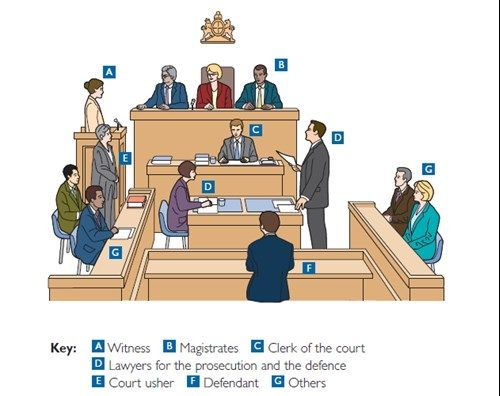 A
B
C
D
E
D
G
G
F
Key: A Witness B Magistrates C Clerk of the court
D Lawyers for the prosecution and the defence
E Court usher F Defendant G Others